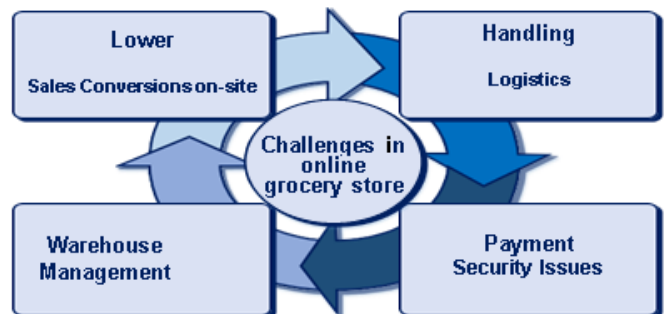 Lower
Sales Conversions on-site
Handling
Logistics
Challenges in
online
grocery store
Warehouse
Management
Payment
Security Issues